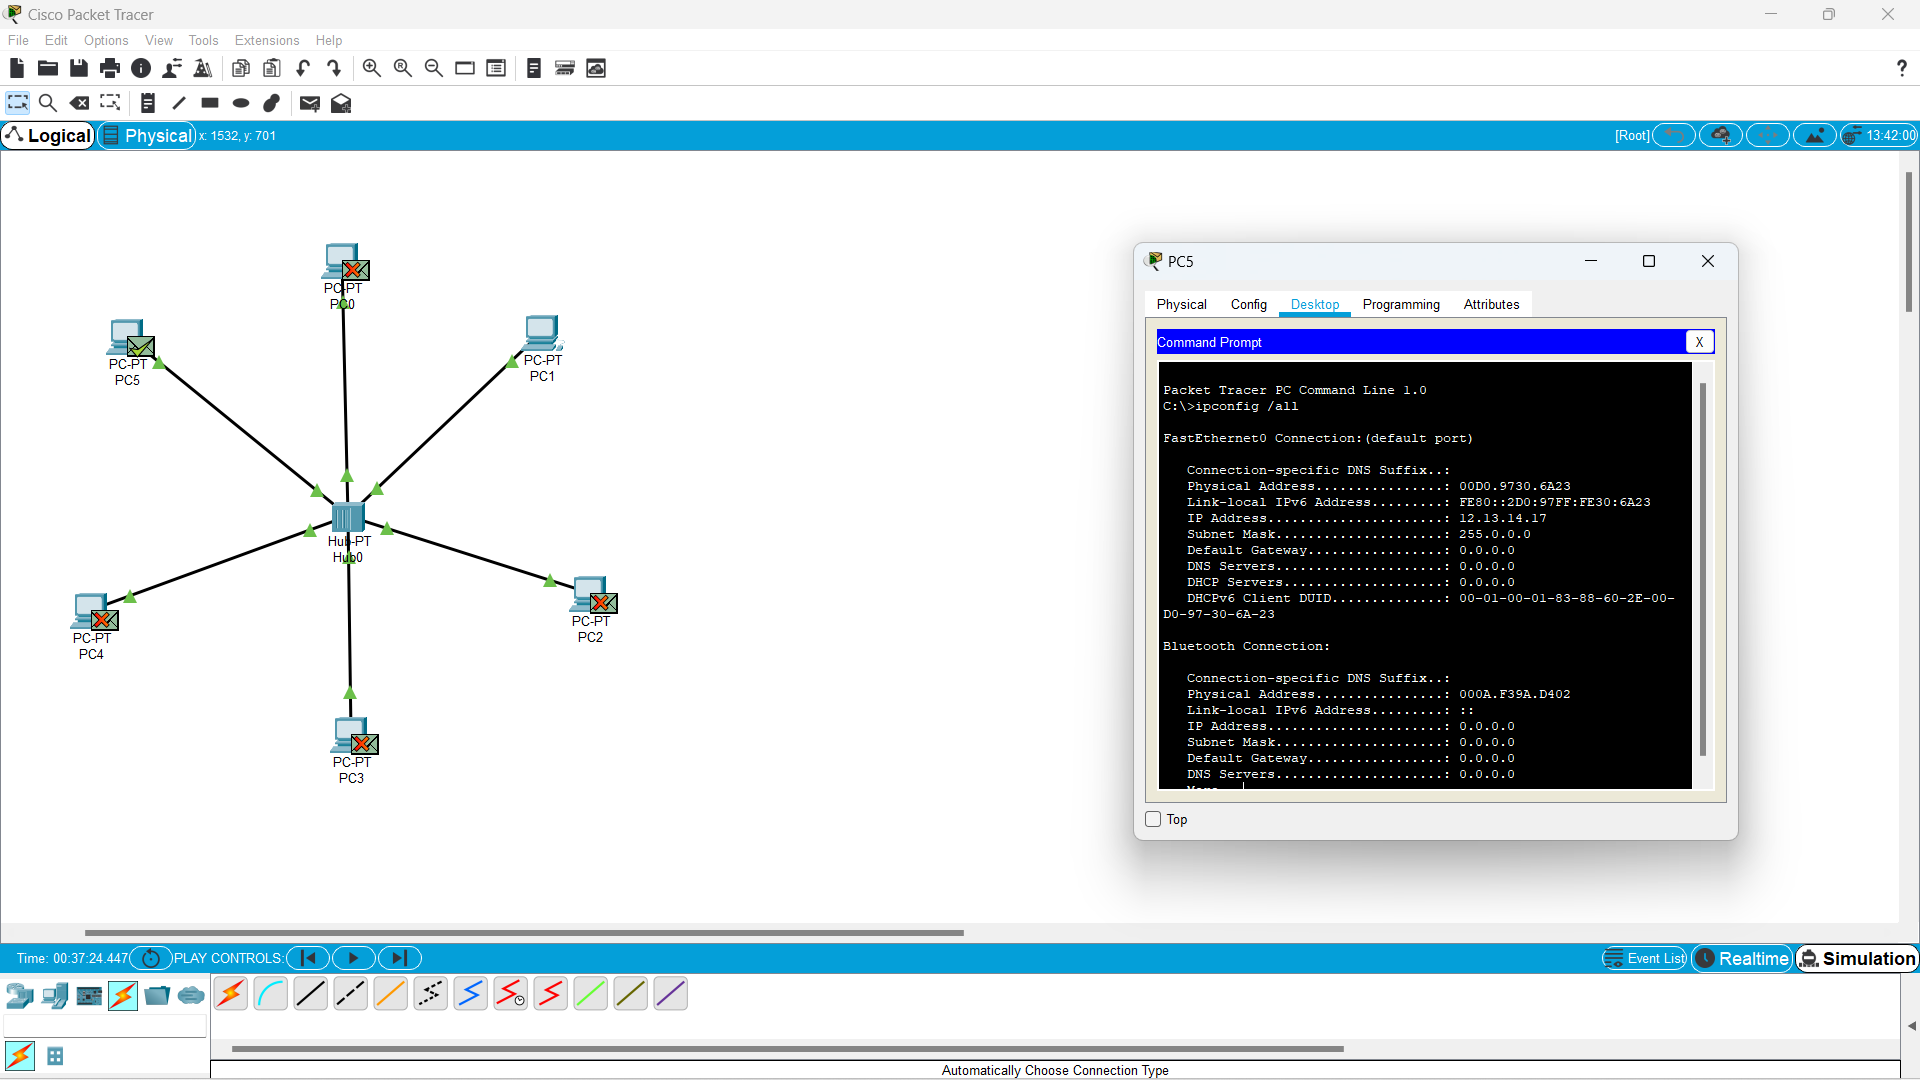 Cisco Packet Tracer
File Edit Options View Tools Extensions Help
?
Logical Physical x: 1532, y: 701 [Root] 13:42:00
PC-PT
PC0
PC-PT
PC5
PC-PT
PC1
Hub-PT
Hub0
PC-PT
PC4
PC-PT
PC2
PC-PT
PC3
PC5
Physical Config Desktop Programming Attributes
Command Prompt X
Packet Tracer PC Command Line 1.0
C:\>ipconfig /all
FastEthernet0 Connection:(default port)
Connection-specific DNS Suffix..:
Physical Address................: 00D0.9730.6A23
Link-local IPv6 Address.........: FE80::2D0:97FF:FE30:6A23
IP Address......................: 12.13.14.17
Subnet Mask.....................: 255.0.0.0
Default Gateway.................: 0.0.0.0
DNS Servers.....................: 0.0.0.0
DHCP Servers....................: 0.0.0.0
DHCPv6 Client DUID..............: 00-01-00-01-83-88-60-2E-00-
D0-97-30-6A-23
Bluetooth Connection:
Connection-specific DNS Suffix..:
Physical Address................: 000A.F39A.D402
Link-local IPv6 Address.........: ::
IP Address......................: 0.0.0.0
Subnet Mask.....................: 0.0.0.0
Default Gateway.................: 0.0.0.0
DNS Servers.....................: 0.0.0.0
Top
Time: 00:37:24.447 PLAY CONTROLS: Event List Realtime Simulation
Automatically Choose Connection Type